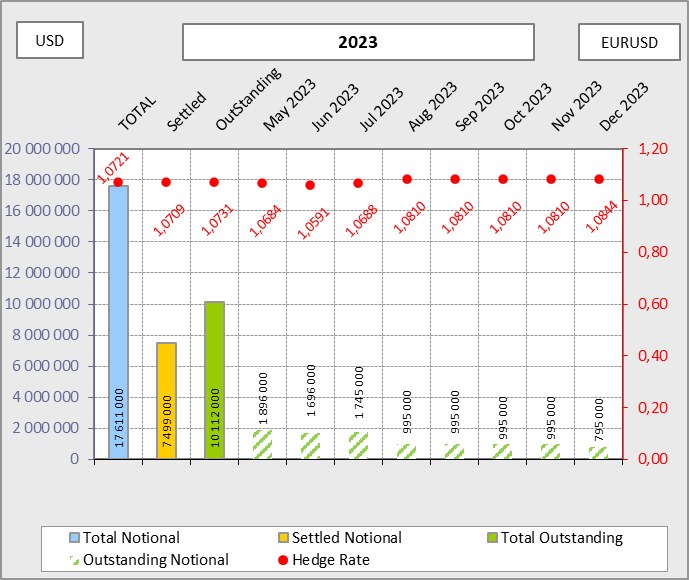 USD
2023
EURUSD
TOTAL
Settled
OutStanding
May 2023
Jun 2023
Jul 2023
Aug 2023
Sep 2023
Oct 2023
Nov 2023
Dec 2023
20 000 000
18 000 000
16 000 000
14 000 000
12 000 000
10 000 000
8 000 000
6 000 000
4 000 000
2 000 000
0
1,0721
1,0709
1,0731
1,0684
1,0591
1,0688
1,0810
1,0810
1,0810
1,0810
1,0844
17 611 000
7 499 000
10 112 000
1 896 000
1 696 000
1 745 000
995 000
995 000
995 000
995 000
795 000
1,20
1,00
0,80
0,60
0,40
0,20
0,00
Total Notional
Settled Notional
Total Outstanding
Outstanding Notional
Hedge Rate